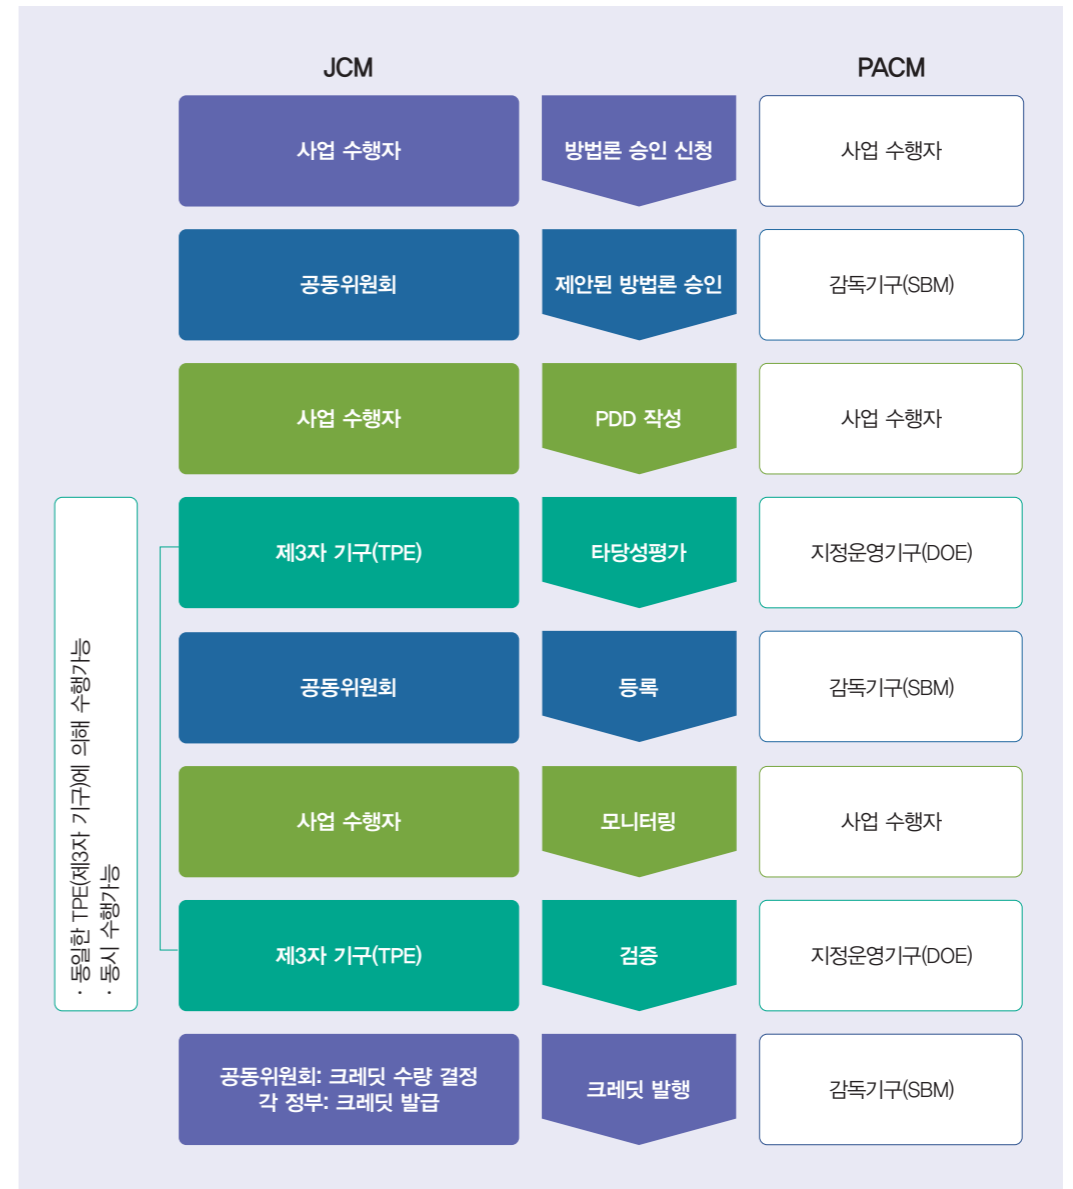 JCM
PACM
사업 수행자
방법론 승인 신청
사업 수행자
공동위원회
제안된 방법론 승인
감독기구(SBM)
사업 수행자
PDD 작성
사업 수행자
제3자 기구(TPE)
타당성평가
지정운영기구(DOE)
공동위원회
등록
감독기구(SBM)
사업 수행자
모니터링
사업 수행자
제3자 기구(TPE)
검증
지정운영기구(DOE)
공동위원회: 크레딧 수량 결정
각 정부: 크레딧 발급
크레딧 발행
감독기구(SBM)
· 동일한 TPE(제3자 기구)에 의해 수행가능
· 동시 수행가능